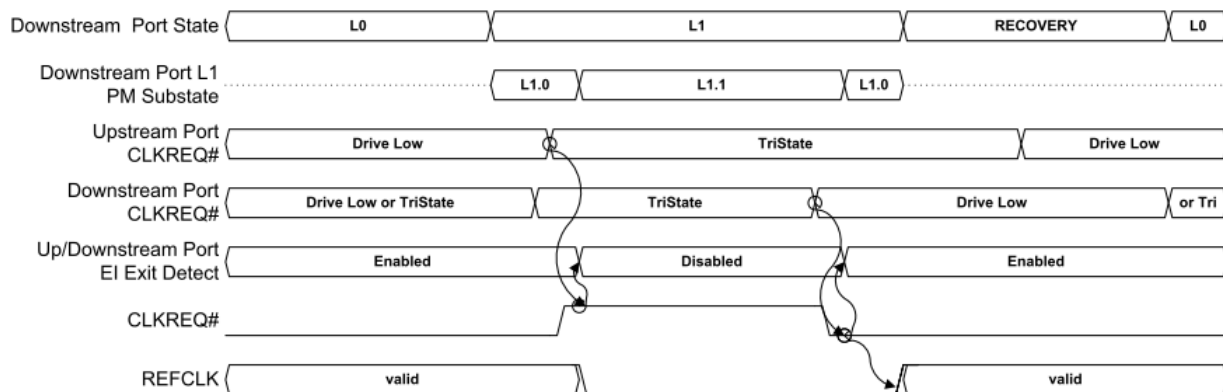 Downstream Port State
L0
L1
RECOVERY
L0
Downstream Port L1
PM Substate
L1.0
L1.1
L1.0
Upstream Port
CLKREQ#
Drive Low
TriState
Drive Low
Downstream Port
CLKREQ#
Drive Low or TriState
TriState
Drive Low
or Tri
Up/Downstream Port
EI Exit Detect
Enabled
Disabled
Enabled
CLKREQ#
REFCLK
valid
valid